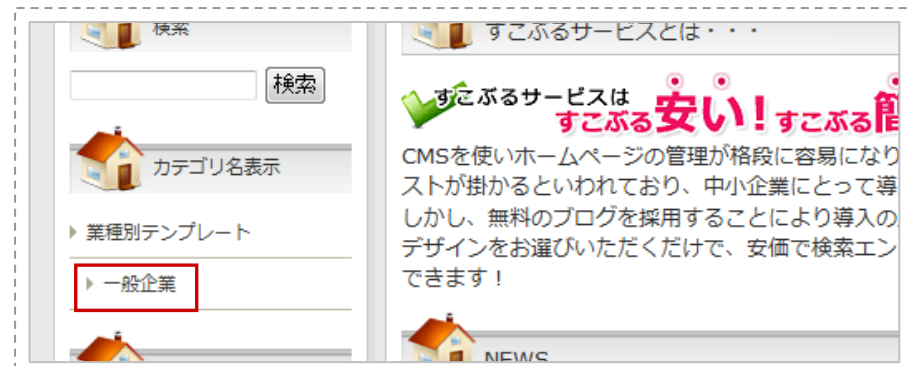 検索
検索
カテゴリ名表示
業種別テンプレート
一般企業
すこぶるサービスとは・・・
すこぶるサービスは
すこぶる安い！すこぶる簡
CMSを使いホームページの管理が格段に容易になり
ストが掛かるといわれており、中小企業にとって導
しかし、無料のブログを採用することにより導入の
デザインをお選びいただくだけで、安価で検索エン
できます！
NEWS